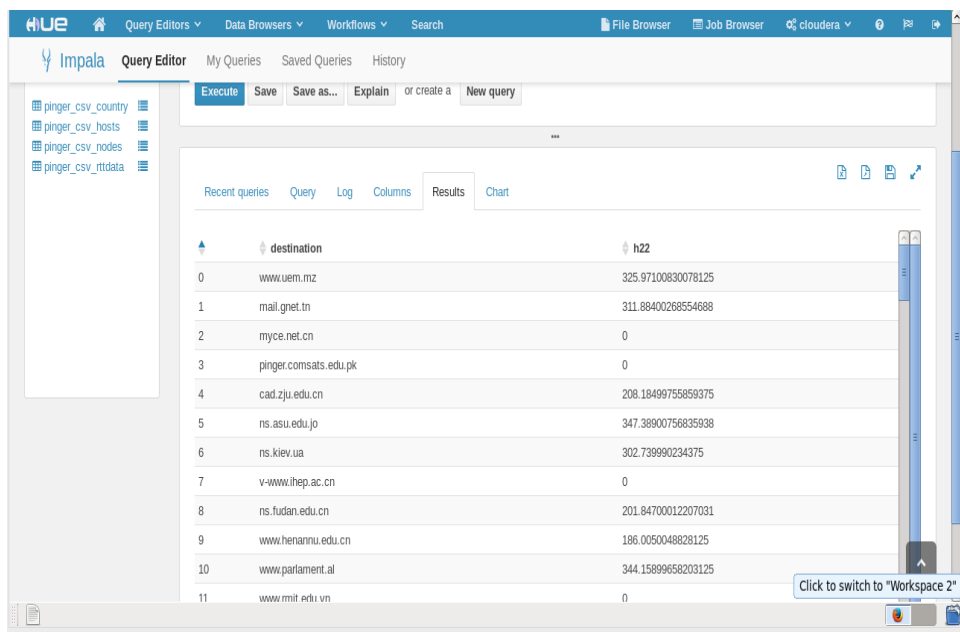 HUE Query Editors Data Browsers Workflows Search File Browser Job Browser cloudera
Impala Query Editor My Queries Saved Queries History
Execute Save Save as... Explain or create a New query
pinger_csv_country
pinger_csv_hosts
pinger_csv_nodes
pinger_csv_rttdata
Recent queries Query Log Columns Results Chart
destination h22
0 www.uem.mz 325.97100830078125
1 mail.gnet.tn 311.88400268554688
2 myce.net.cn 0
3 pinger.comsats.edu.pk 0
4 cad.zju.edu.cn 208.18499755859375
5 ns.asu.edu.jo 347.38900756835938
6 ns.kiev.ua 302.739990234375
7 v-www.ihep.ac.cn 0
8 ns.fudan.edu.cn 201.84700012207031
9 www.henannu.edu.cn 186.0050048828125
10 www.parlament.al 344.15899658203125
11 www.rmit.edu.vn 0
Click to switch to "Workspace 2"